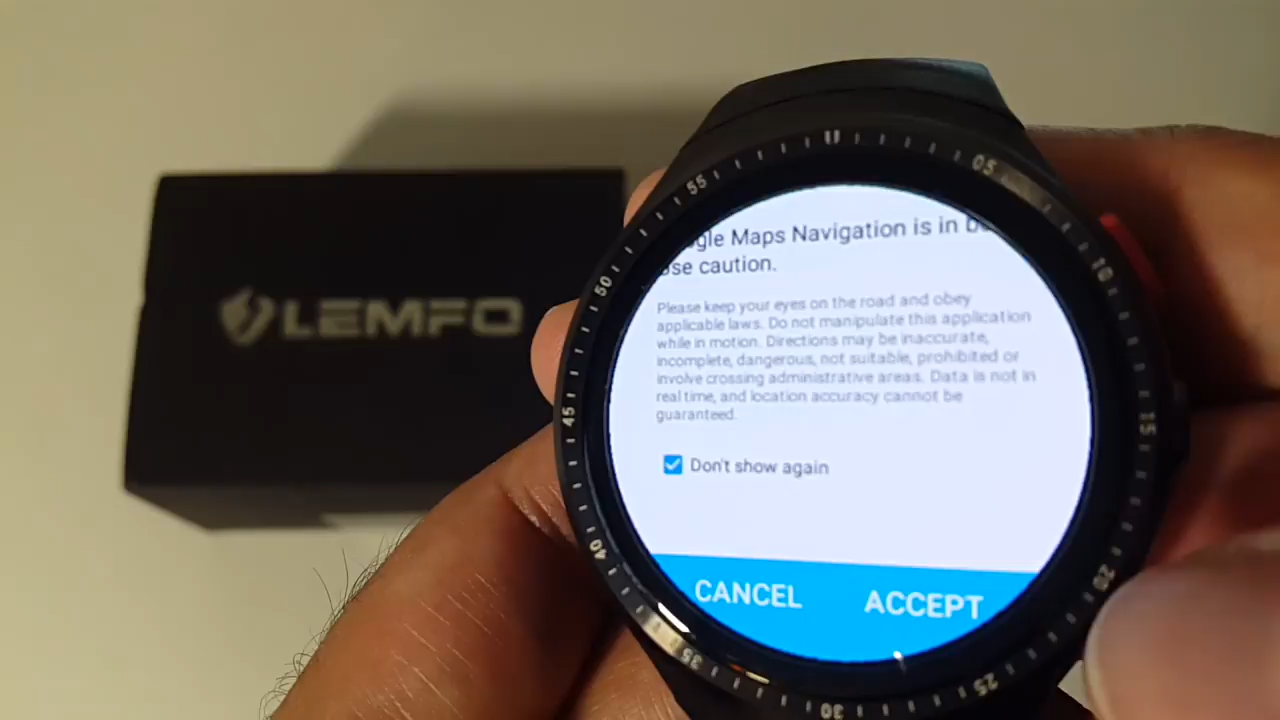 LEMFO
Maps Navigation is in
use caution.
Please keep your eyes on the road and obey
applicable laws. Do not manipulate this application
while in motion. Directions may be inaccurate,
incomplete, dangerous, not suitable, prohibited or
involve crossing administrative areas. Data is not in
real time, and location accuracy cannot be
guaranteed.
Don't show again
CANCEL ACCEPT
05
10
15
20
25
30
35
40
45
50
55